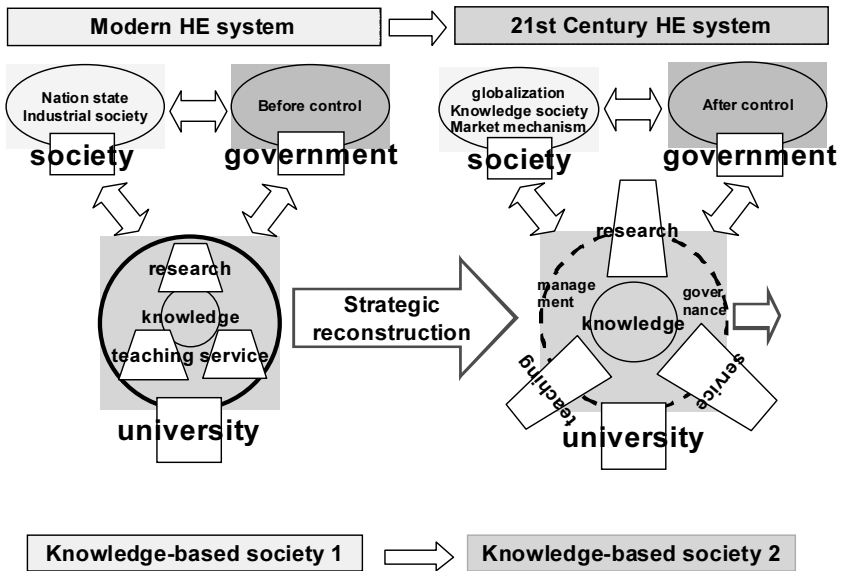 Modern HE system
21st Century HE system
Nation state
Industrial society
Before control
society
government
globalization
Knowledge society
Market mechanism
After control
society
government
research
knowledge
teaching service
university
Strategic
reconstruction
research
manage
ment
gover
nance
knowledge
teaching
service
university
Knowledge-based society 1
Knowledge-based society 2